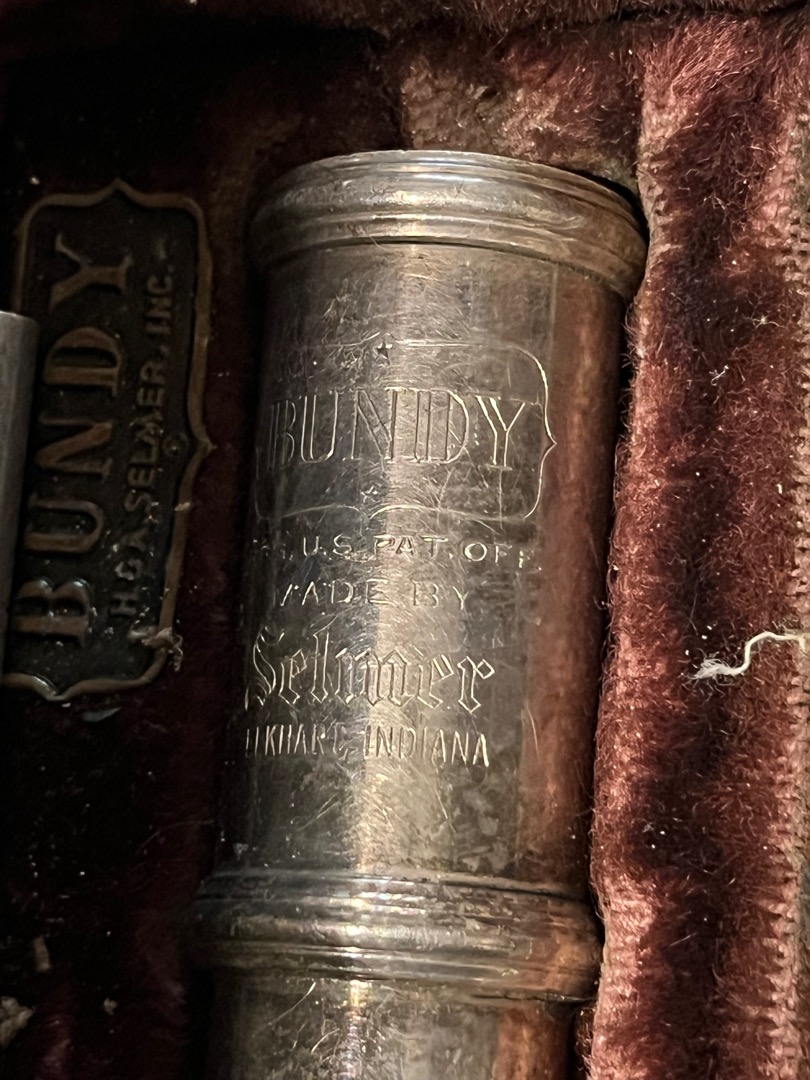 BUNDY
H. & A. SELMER, INC.
BUNDY
U.S. PAT. OFF.
MADE BY
Selmer
ELKHART, INDIANA